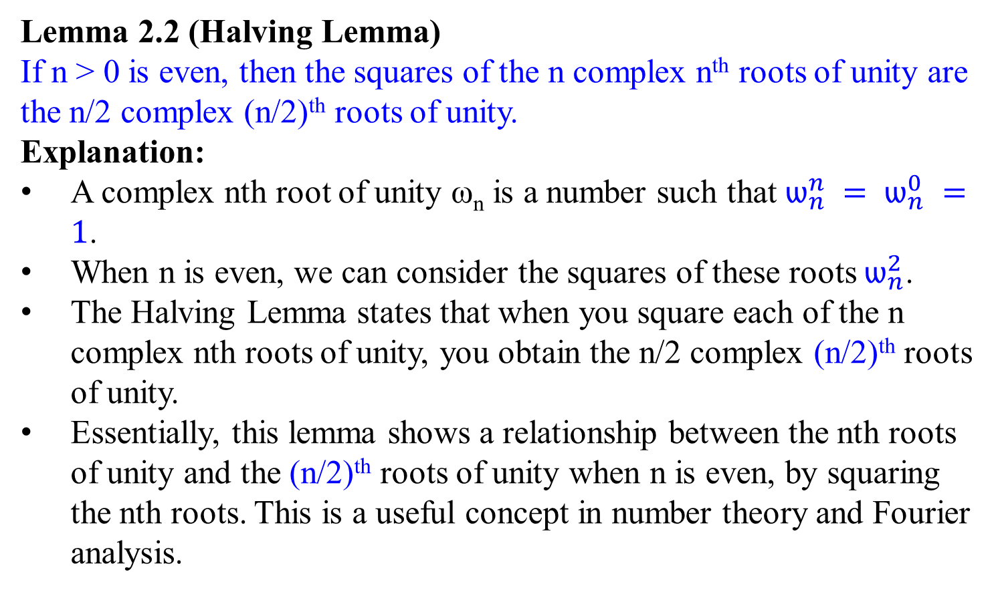 Lemma 2.2 (Halving Lemma)
If n > 0 is even, then the squares of the n complex nᵗʰ roots of unity are
the n/2 complex (n/2)ᵗʰ roots of unity.
Explanation:
• A complex nth root of unity ωₙ is a number such that ω_n^n = ω_n^0 =
1.
• When n is even, we can consider the squares of these roots ω_n^2.
• The Halving Lemma states that when you square each of the n
complex nth roots of unity, you obtain the n/2 complex (n/2)ᵗʰ roots
of unity.
• Essentially, this lemma shows a relationship between the nth roots
of unity and the (n/2)ᵗʰ roots of unity when n is even, by squaring
the nth roots. This is a useful concept in number theory and Fourier
analysis.